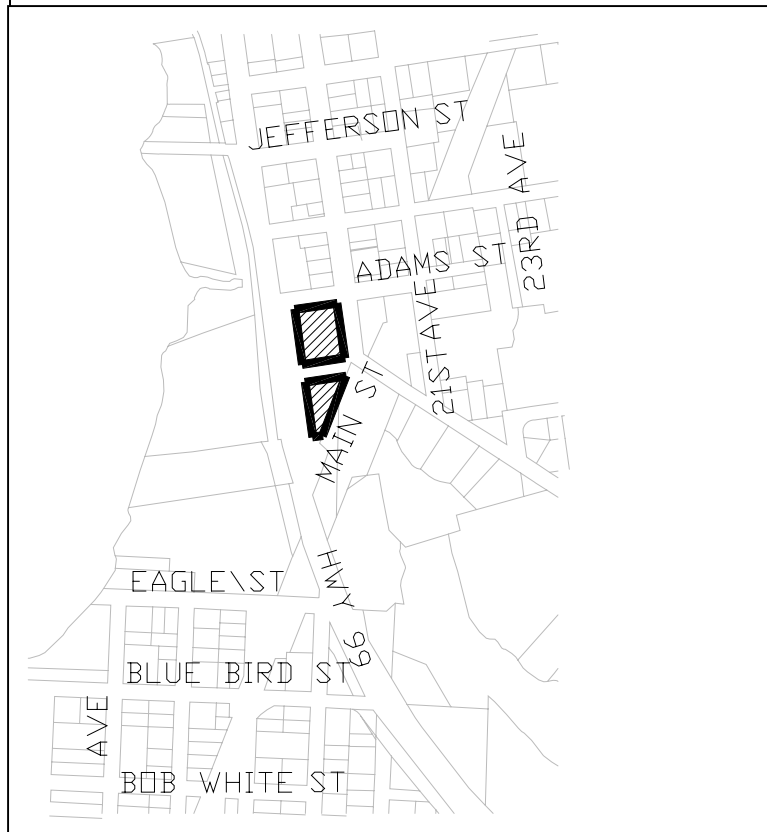 JEFFERSON ST
23RD AVE
ADAMS ST
21ST AVE
MAIN ST
HWY 99
EAGLE\ST
BLUE BIRD ST
AVE
BOB WHITE ST